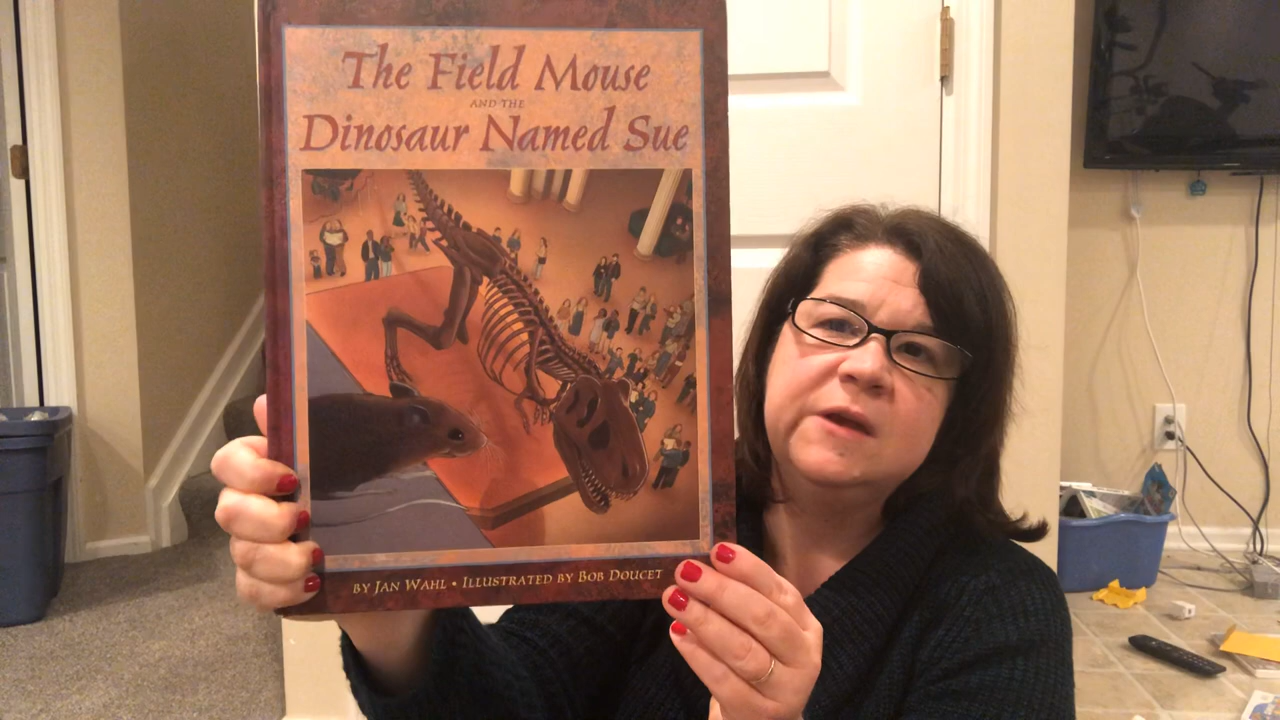 The Field Mouse
AND THE
Dinosaur Named Sue
BY JAN WAHL • ILLUSTRATED BY BOB DOUCET